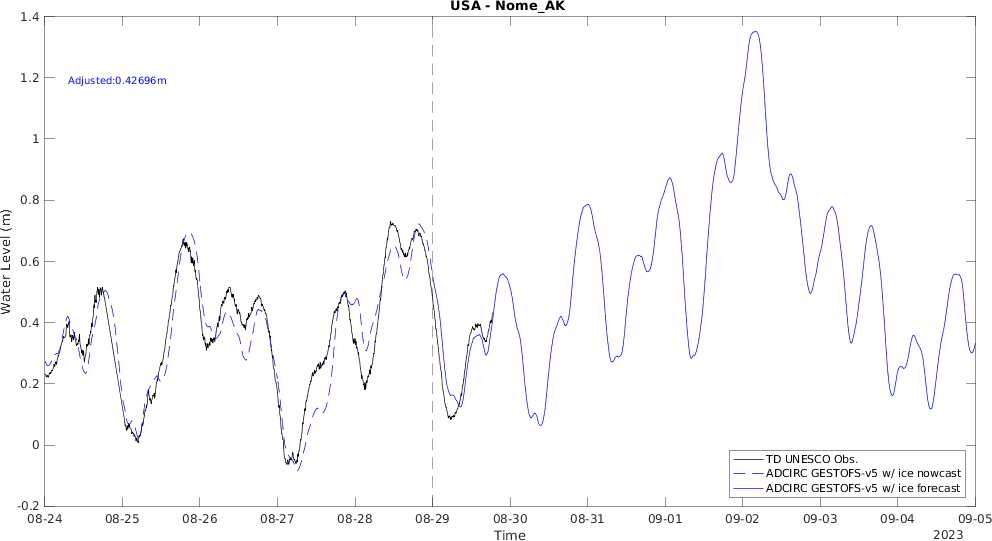 USA - Nome_AK
1.4
1.2
1
0.8
0.6
0.4
0.2
0
-0.2
Water Level (m)
Adjusted:0.42696m
TD UNESCO Obs.
ADCIRC GESTOFS-v5 w/ ice nowcast
ADCIRC GESTOFS-v5 w/ ice forecast
08-24 08-25 08-26 08-27 08-28 08-29 08-30 08-31 09-01 09-02 09-03 09-04 09-05
Time
2023